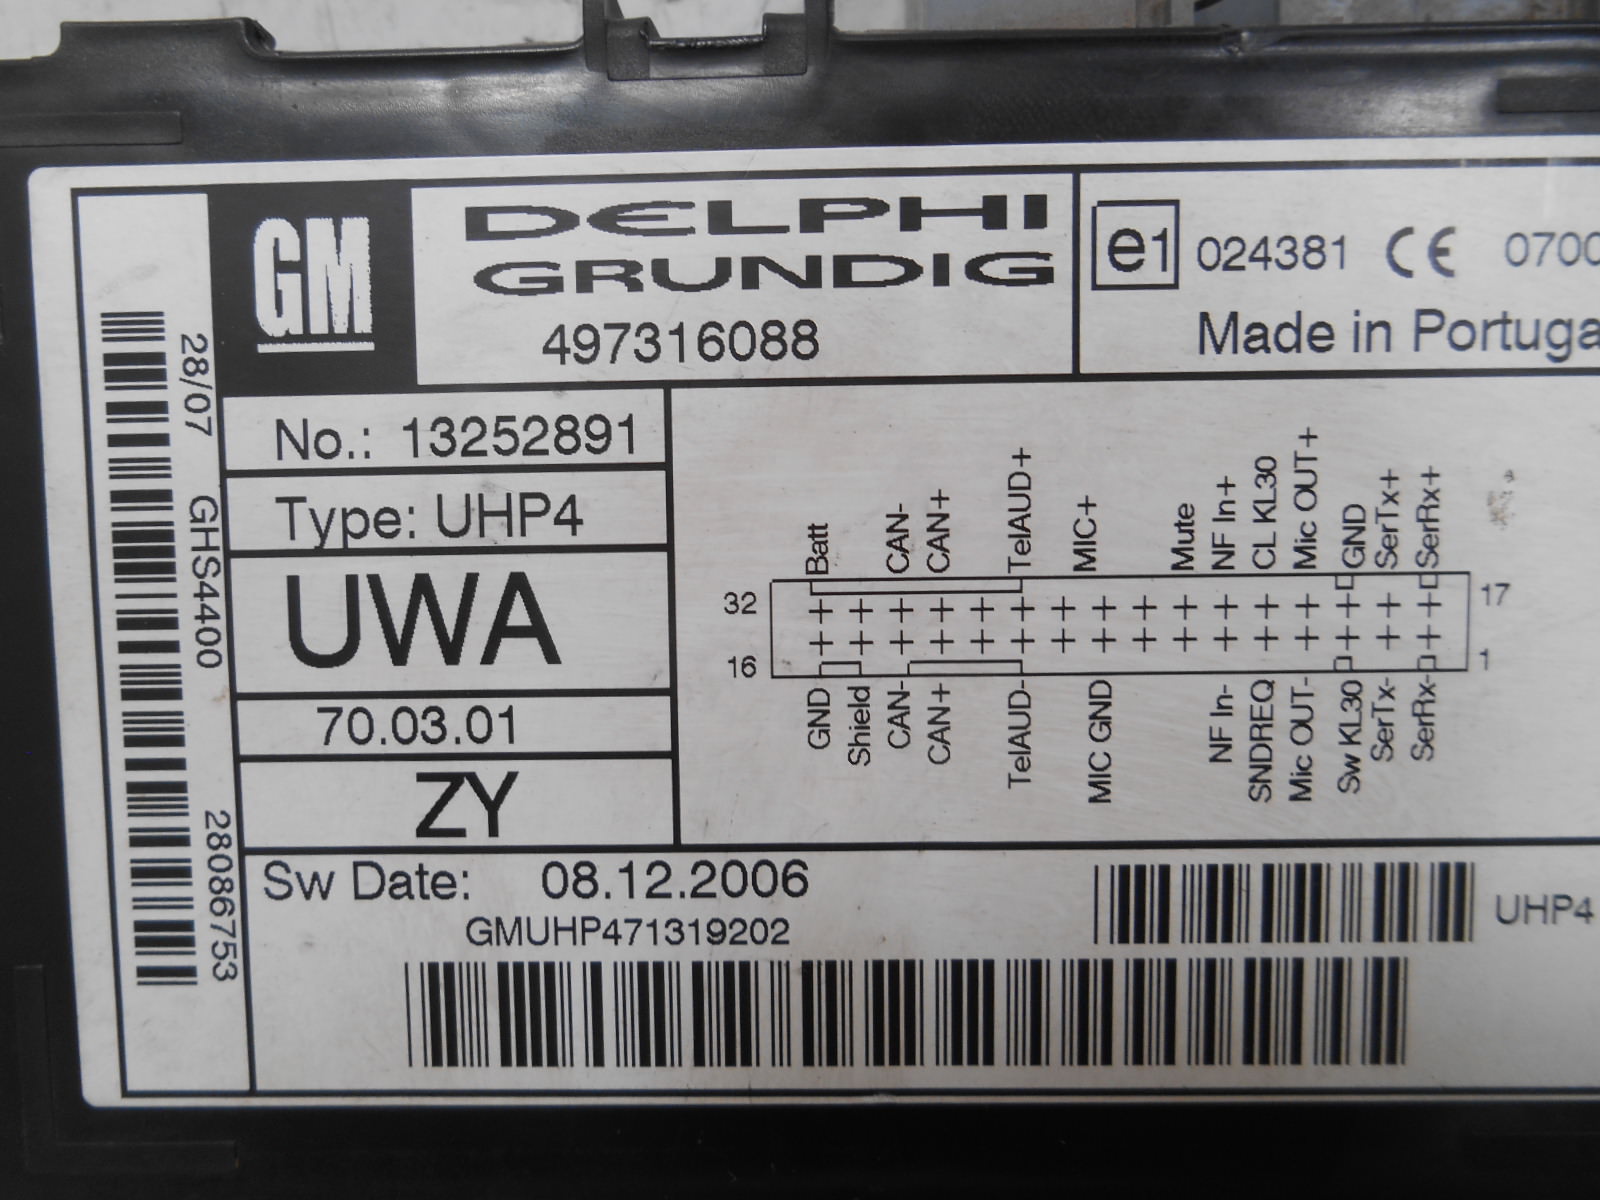 GM
DELPHI
GRUNDIG
497316088
e1 024381 CE 0700
Made in Portuga
28/07 GHS4400 28086753
No.: 13252891
Type: UHP4
UWA
70.03.01
ZY
Batt CAN- CAN+ TelAUD+ MIC+ Mute NF In+ CL KL30 Mic OUT+ GND SerTx+ SerRx+
32 17
16 1
GND Shield CAN- CAN+ TelAUD- MIC GND NF In- SNDREQ Mic OUT- Sw KL30 SerTx- SerRx-
Sw Date: 08.12.2006
GMUHP471319202
UHP4